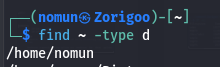 ┌──(nomun㉿Zorigoo)-[~]
└─$ find ~ -type d
/home/nomun